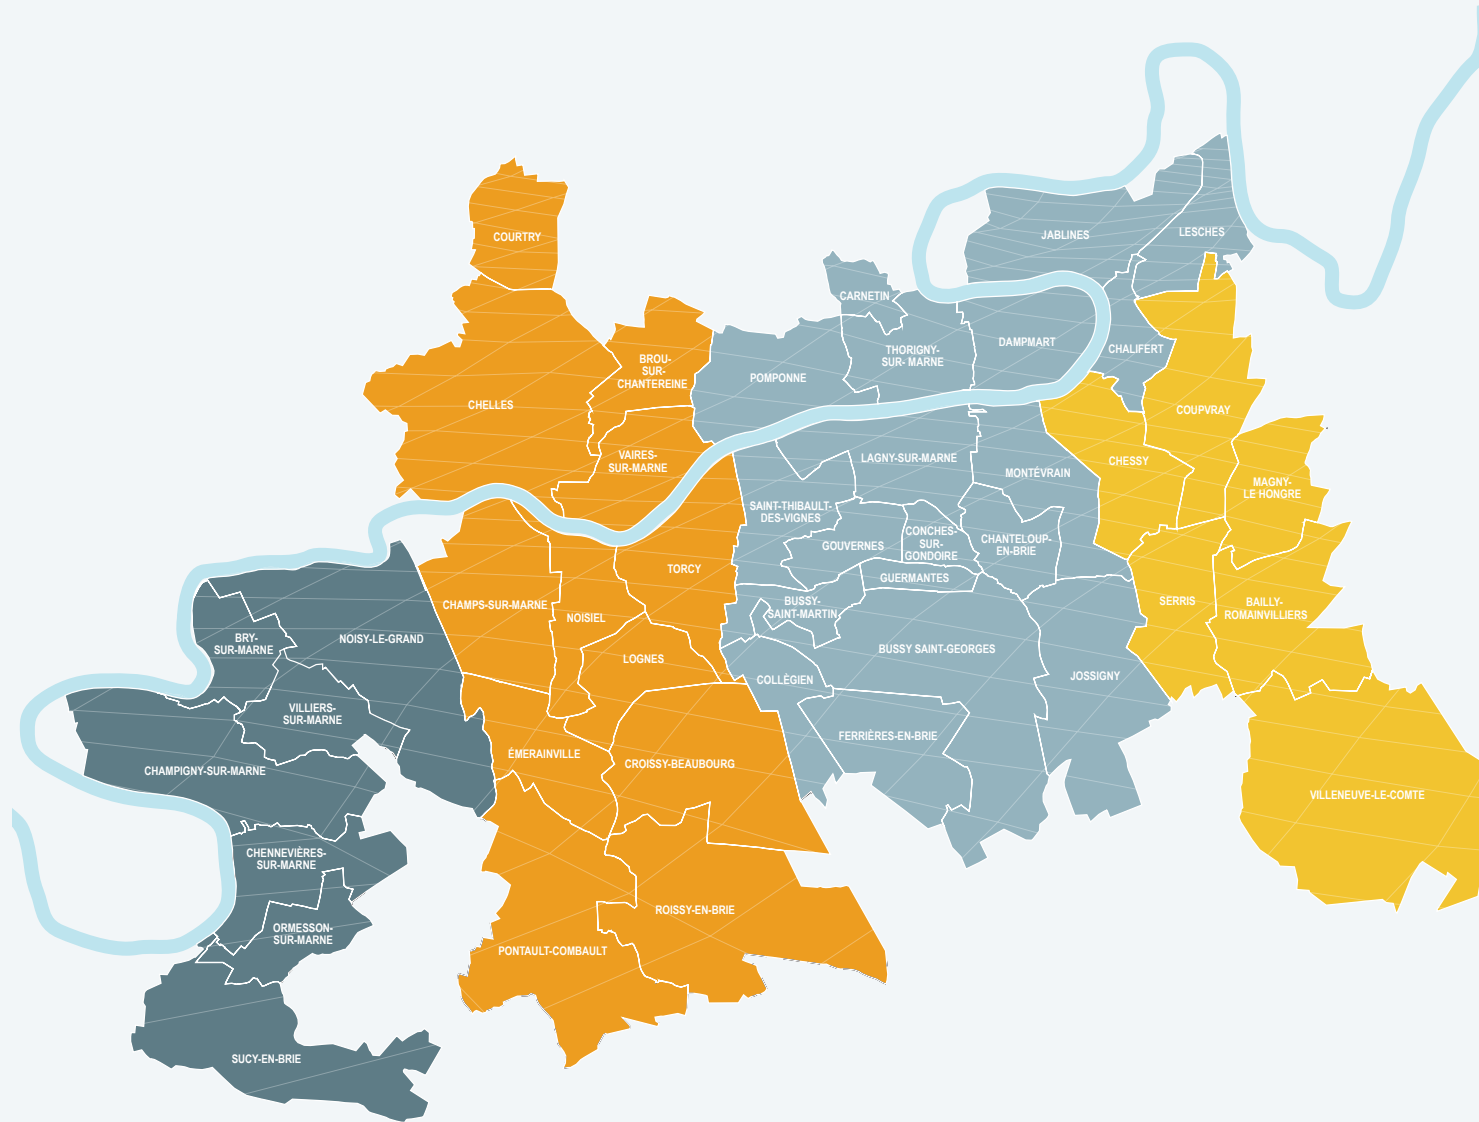 COURTRY
JABLINES
LESCHES
CARNETIN
DAMPMART
THORIGNY-
SUR- MARNE
CHALIFERT
BROU-
SUR-
CHANTEREINE
POMPONNE
CHELLES
COUPVRAY
VAIRES-
SUR-MARNE
LAGNY-SUR-MARNE
CHESSY
MONTÉVRAIN
MAGNY-
LE HONGRE
SAINT-THIBAULT-
DES-VIGNES
GOUVERNES
CONCHES-
SUR-
GONDOIRE
CHANTELOUP-
EN-BRIE
TORCY
GUERMANTES
CHAMPS-SUR-MARNE
NOISIEL
BUSSY-
SAINT-MARTIN
SERRIS
BAILLY-
ROMAINVILLIERS
BRY-
SUR-MARNE
NOISY-LE-GRAND
LOGNES
BUSSY SAINT-GEORGES
COLLÉGIEN
JOSSIGNY
VILLIERS-
SUR-MARNE
FERRIÈRES-EN-BRIE
ÉMERAINVILLE
CROISSY-BEAUBOURG
CHAMPIGNY-SUR-MARNE
VILLENEUVE-LE-COMTE
CHENNEVIÈRES-
SUR-MARNE
ROISSY-EN-BRIE
ORMESSON-
SUR-MARNE
PONTAULT-COMBAULT
SUCY-EN-BRIE